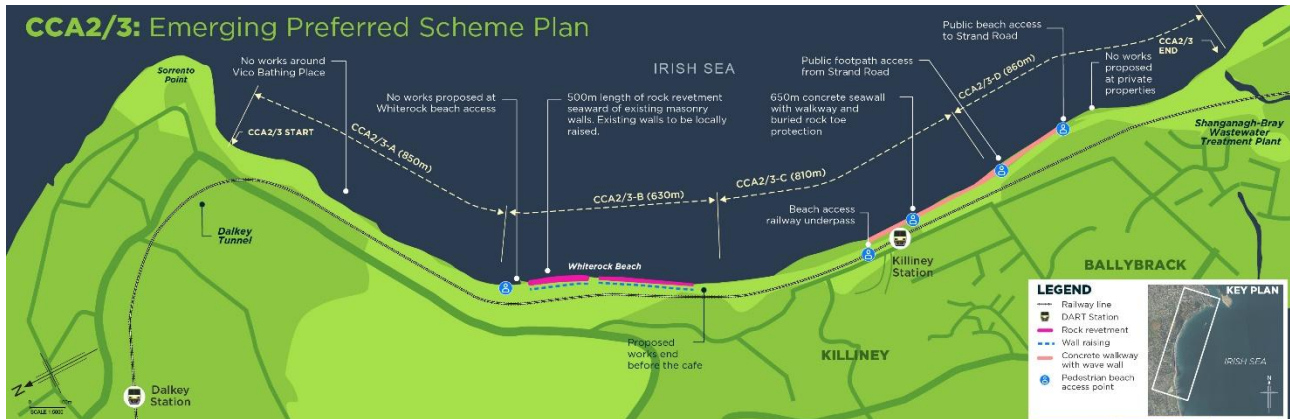 CCA2/3: Emerging Preferred Scheme Plan
Sorrento
Point
No works around
Vico Bathing Place
CCA2/3 START
CCA2/3-A (850m)
No works proposed at
Whiterock beach access
500m length of rock revetment
seaward of existing masonry
walls. Existing walls to be locally
raised.
IRISH SEA
CCA2/3-B (630m)
CCA2/3-C (810m)
650m concrete seawall
with walkway and
buried rock toe
protection
Public footpath access
from Strand Road
Public beach access
to Strand Road
CCA2/3-D (860m)
CCA2/3
END
No works
proposed
at private
properties
Shanganagh-Bray
Wastewater
Treatment Plant
Dalkey
Tunnel
Whiterock Beach
Beach access
railway underpass
Killiney
Station
BALLYBRACK
Proposed
works end
before the cafe
KILLINEY
N
Dalkey
Station
LEGEND
Railway line
DART Station
Rock revetment
Wall raising
Concrete walkway
with wave wall
Pedestrian beach
access point
KEY PLAN
IRISH SEA